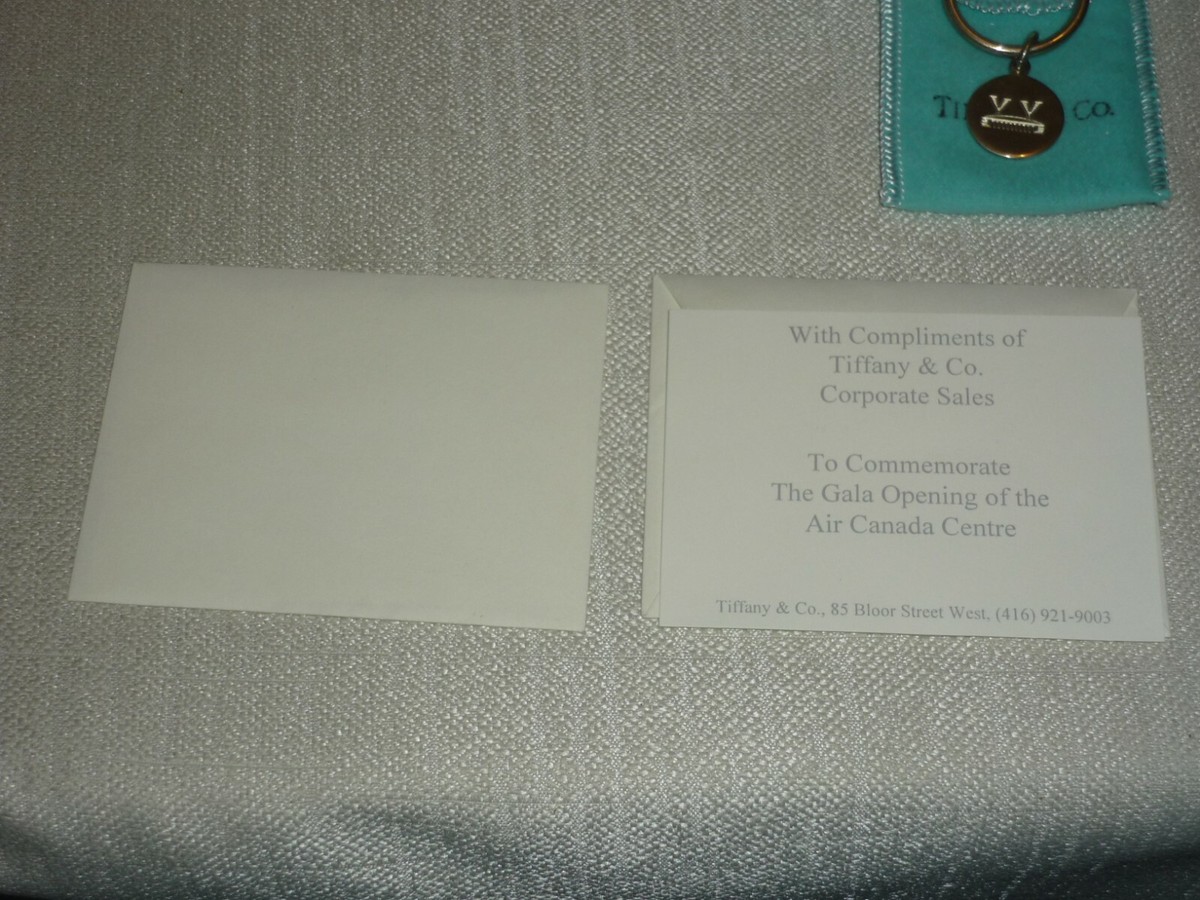 Co.
With Compliments of
Tiffany & Co.
Corporate Sales
To Commemorate
The Gala Opening of the
Air Canada Centre
Tiffany & Co., 85 Bloor Street West, (416) 921-9003